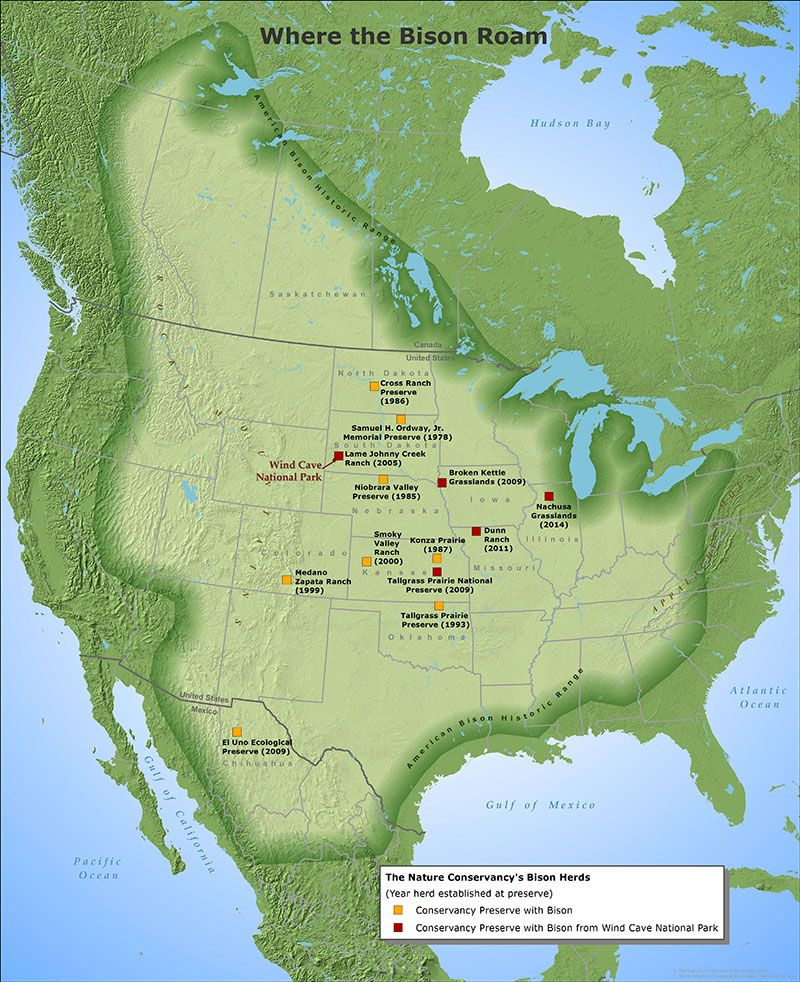 Where the Bison Roam
Hudson Bay
American Bison Historic Range
Saskatchewan
ROCKY MOUNTAINS
Canada
United States
North Dakota
Cross Ranch
Preserve
(1986)
Samuel H. Ordway, Jr.
Memorial Preserve (1978)
South Dakota
Lame Johnny Creek
Ranch (2005)
Wind Cave
National Park
Niobrara Valley
Preserve (1985)
Broken Kettle
Grasslands (2009)
Iowa
Nachusa
Grasslands
(2014)
Illinois
Nebraska
Dunn
Ranch
(2011)
Missouri
Smoky
Valley
Ranch
(2000)
Konza Prairie
(1987)
Colorado
Kansas
Medano
Zapata Ranch
(1999)
Tallgrass Prairie National
Preserve (2009)
Tallgrass Prairie
Preserve (1993)
Oklahoma
APPALACHIAN
American Bison Historic Range
United States
Mexico
El Uno Ecological
Preserve (2009)
Chihuahua
Gulf of California
Pacific
Ocean
Atlantic
Ocean
Gulf of Mexico
The Nature Conservancy's Bison Herds
(Year herd established at preserve)
Conservancy Preserve with Bison
Conservancy Preserve with Bison from Wind Cave National Park